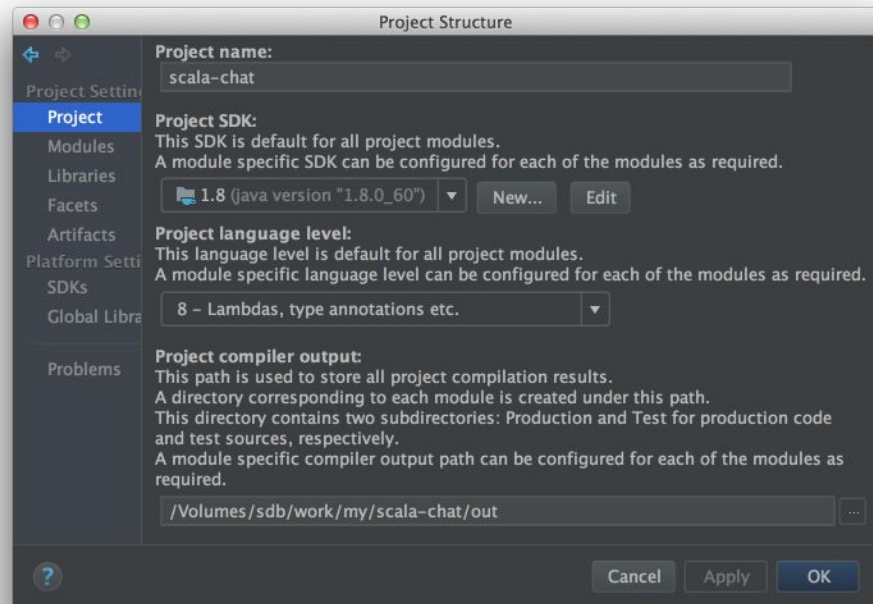 Project Structure
Project Settin
Project
Modules
Libraries
Facets
Artifacts
Platform Setti
SDKs
Global Libra
Problems
Project name:
scala-chat
Project SDK:
This SDK is default for all project modules.
A module specific SDK can be configured for each of the modules as required.
1.8 (java version "1.8.0_60")
New...
Edit
Project language level:
This language level is default for all project modules.
A module specific language level can be configured for each of the modules as required.
8 – Lambdas, type annotations etc.
Project compiler output:
This path is used to store all project compilation results.
A directory corresponding to each module is created under this path.
This directory contains two subdirectories: Production and Test for production code
and test sources, respectively.
A module specific compiler output path can be configured for each of the modules as
required.
/Volumes/sdb/work/my/scala-chat/out
...
?
Cancel
Apply
OK